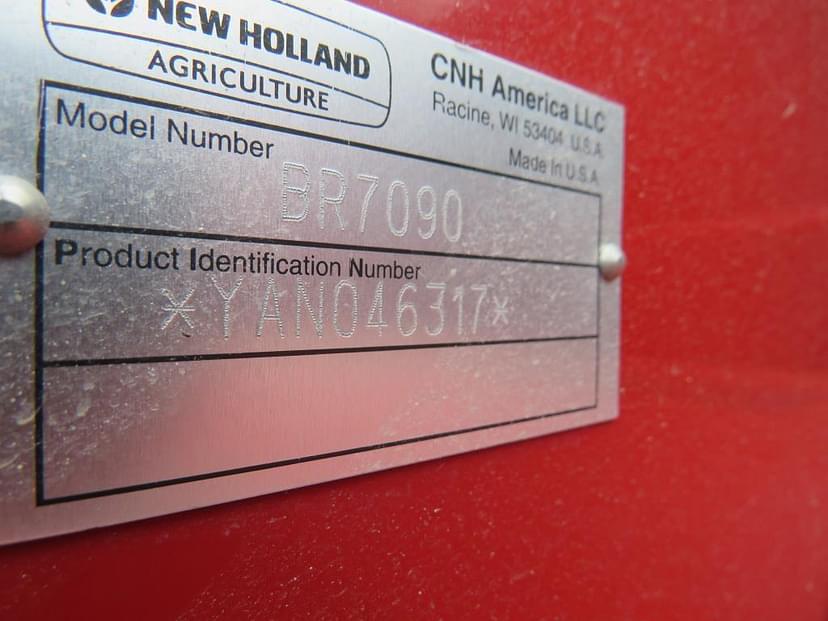 NEW HOLLAND
AGRICULTURE
CNH America LLC
Racine, WI 53404 U.S.A.
Made In U.S.A.
Model Number
BR7090
Product Identification Number
*YAN046317*